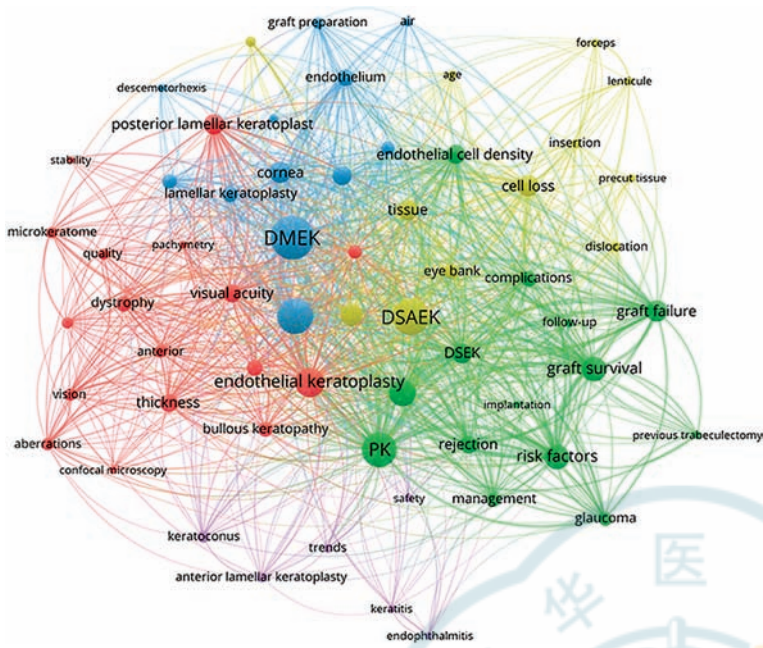 graft preparation
air
forceps
endothelium
age
lenticule
descemetorhexis
posterior lamellar keratoplast
insertion
endothelial cell density
stability
cornea
cell loss
precut tissue
lamellar keratoplasty
tissue
microkeratome
DMEK
pachymetry
dislocation
quality
eye bank
complications
visual acuity
dystrophy
DSAEK
graft failure
follow-up
anterior
DSEK
graft survival
endothelial keratoplasty
vision
thickness
implantation
bullous keratopathy
previous trabeculectomy
aberrations
PK
rejection
risk factors
confocal microscopy
safety
management
glaucoma
keratoconus
trends
anterior lamellar keratoplasty
keratitis
endophthalmitis
华
医